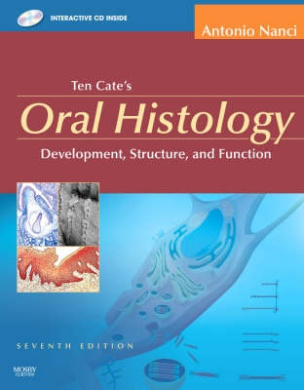 INTERACTIVE CD INSIDE
Antonio Nanci
Ten Cate's
Oral Histology
Development, Structure, and Function
SEVENTH EDITION
MOSBY
ELSEVIER